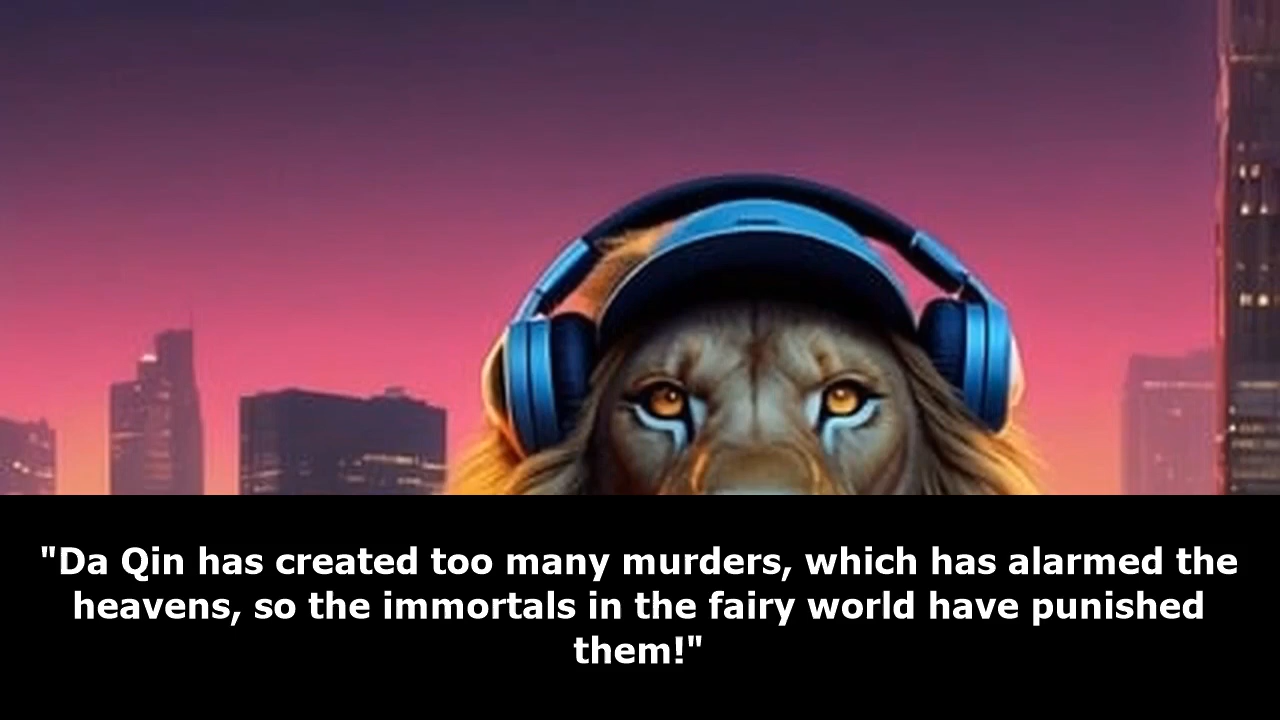 "Da Qin has created too many murders, which has alarmed the
heavens, so the immortals in the fairy world have punished
them!"